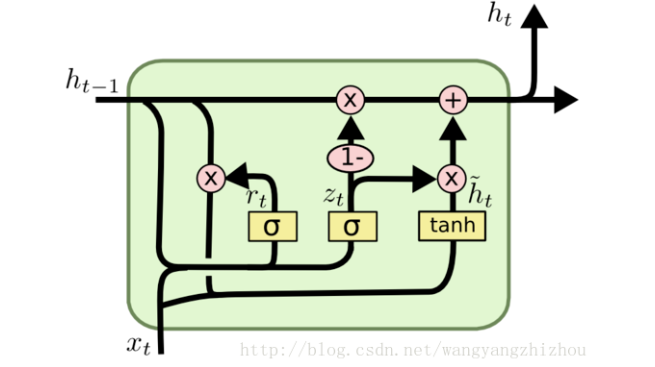 h_t
h_{t-1}
x +
1-
x r_t z_t x h̃_t
σ σ tanh
x_t
http://blog.csdn.net/wangyangzhizhou